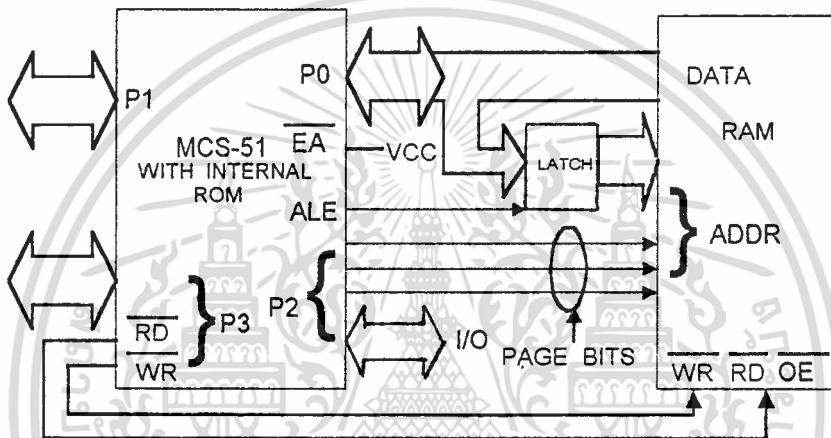 P1
P0
DATA
RAM
MCS-51
WITH INTERNAL
ROM
EA
VCC
LATCH
ALE
ADDR
P2
P3
RD
WR
I/O
PAGE BITS
WR RD OE